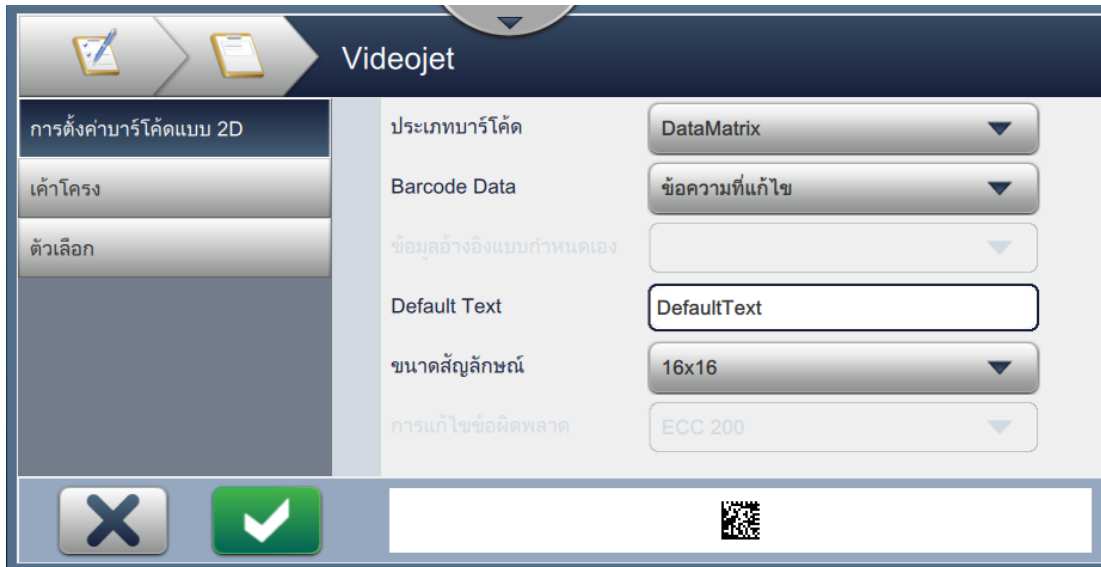 Videojet
การตั้งค่าบาร์โค้ดแบบ 2D
เค้าโครง
ตัวเลือก
ประเภทบาร์โค้ด DataMatrix
Barcode Data ข้อความที่แก้ไข
ข้อมูลอ้างอิงแบบกำหนดเอง
Default Text DefaultText
ขนาดสัญลักษณ์ 16x16
การแก้ไขข้อผิดพลาด ECC 200